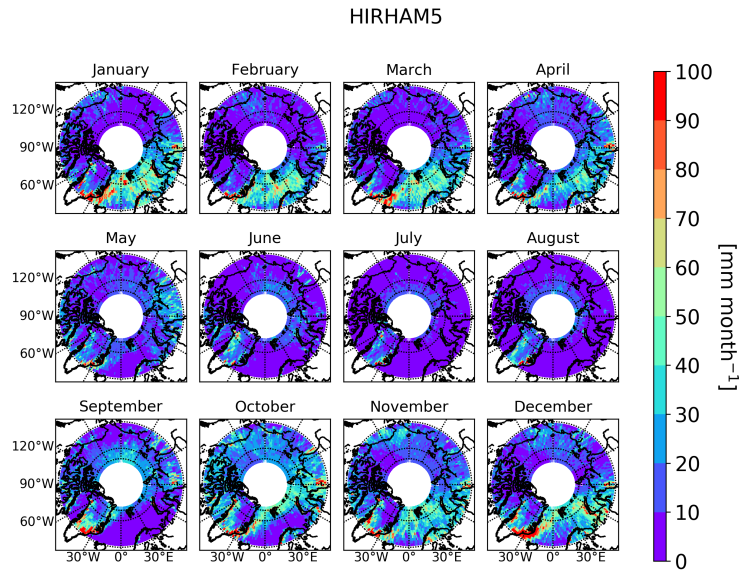 HIRHAM5
January February March April
120°W
90°W
60°W
May June July August
120°W
90°W
60°W
September October November December
120°W
90°W
60°W
30°W 0° 30°E 30°W 0° 30°E 30°W 0° 30°E 30°W 0° 30°E
100
90
80
70
60
50
40
30
20
10
0
[mm month⁻¹]